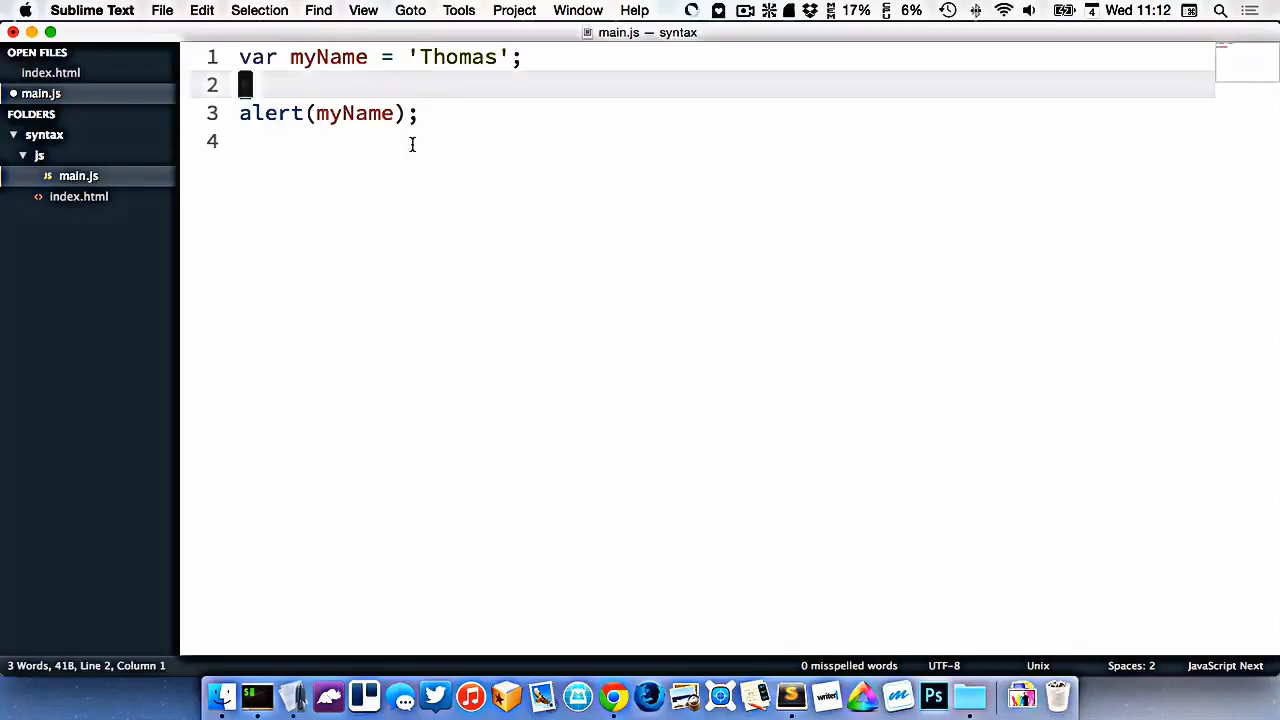 Sublime Text File Edit Selection Find View Goto Tools Project Window Help 17% 6% 4 Wed 11:12
main.js — syntax
OPEN FILES
index.html
main.js
FOLDERS
syntax
js
main.js
index.html
1 var myName = 'Thomas';
2
3 alert(myName);
4
3 Words, 41B, Line 2, Column 1 0 misspelled words UTF-8 Unix Spaces: 2 JavaScript Next